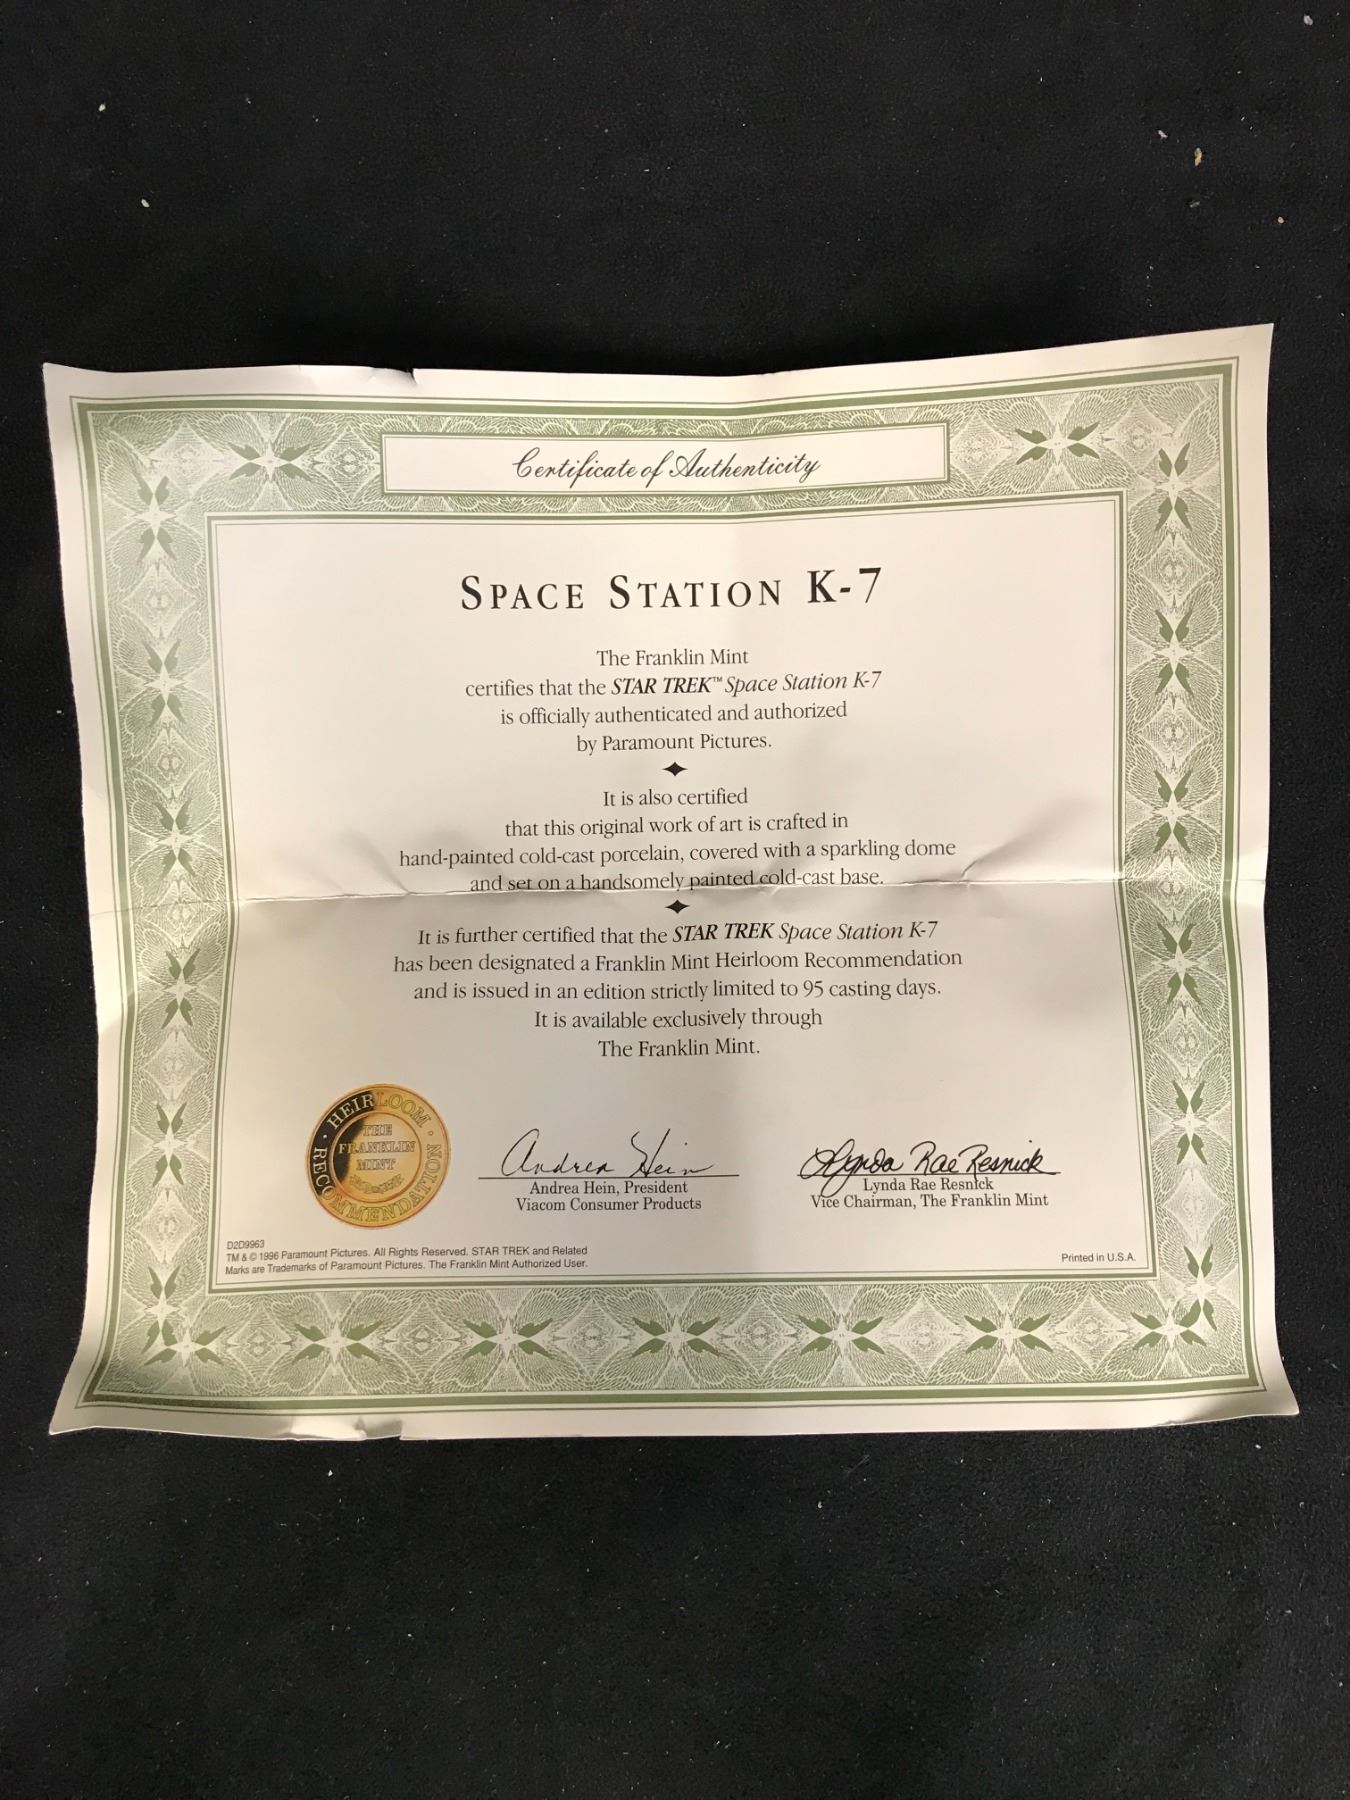 Certificate of Authenticity
SPACE STATION K-7
The Franklin Mint
certifies that the STAR TREK™ Space Station K-7
is officially authenticated and authorized
by Paramount Pictures.
It is also certified
that this original work of art is crafted in
hand-painted cold-cast porcelain, covered with a sparkling dome
and set on a handsomely painted cold-cast base.
It is further certified that the STAR TREK Space Station K-7
has been designated a Franklin Mint Heirloom Recommendation
and is issued in an edition strictly limited to 95 casting days.
It is available exclusively through
The Franklin Mint.
HEIRLOOM · RECOMMENDATION ·
THE
FRANKLIN
MINT
Andrea Hein
Andrea Hein, President
Viacom Consumer Products
Lynda Rae Resnick
Lynda Rae Resnick
Vice Chairman, The Franklin Mint
D2D9963
TM & © 1996 Paramount Pictures. All Rights Reserved. STAR TREK and Related
Marks are Trademarks of Paramount Pictures. The Franklin Mint Authorized User.
Printed in U.S.A.